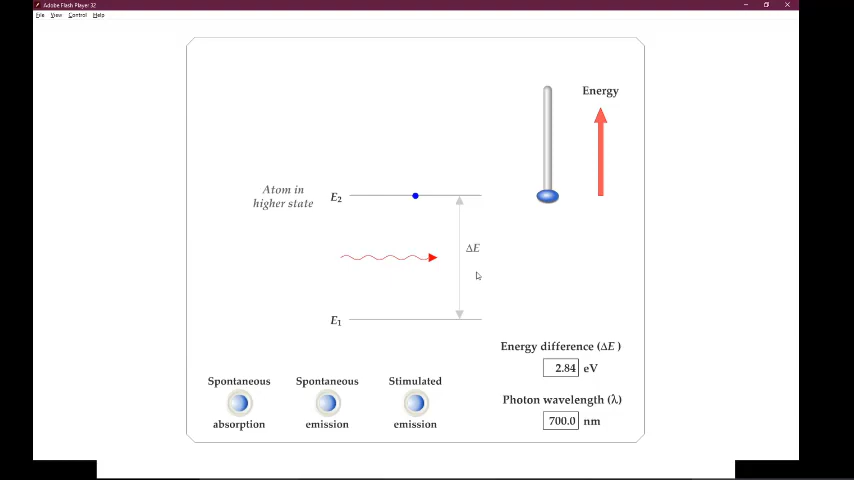 Adobe Flash Player 32
File View Control Help
Energy
Atom in
higher state
E2
ΔE
E1
Energy difference (ΔE )
2.84 eV
Photon wavelength (λ)
700.0 nm
Spontaneous
absorption
Spontaneous
emission
Stimulated
emission